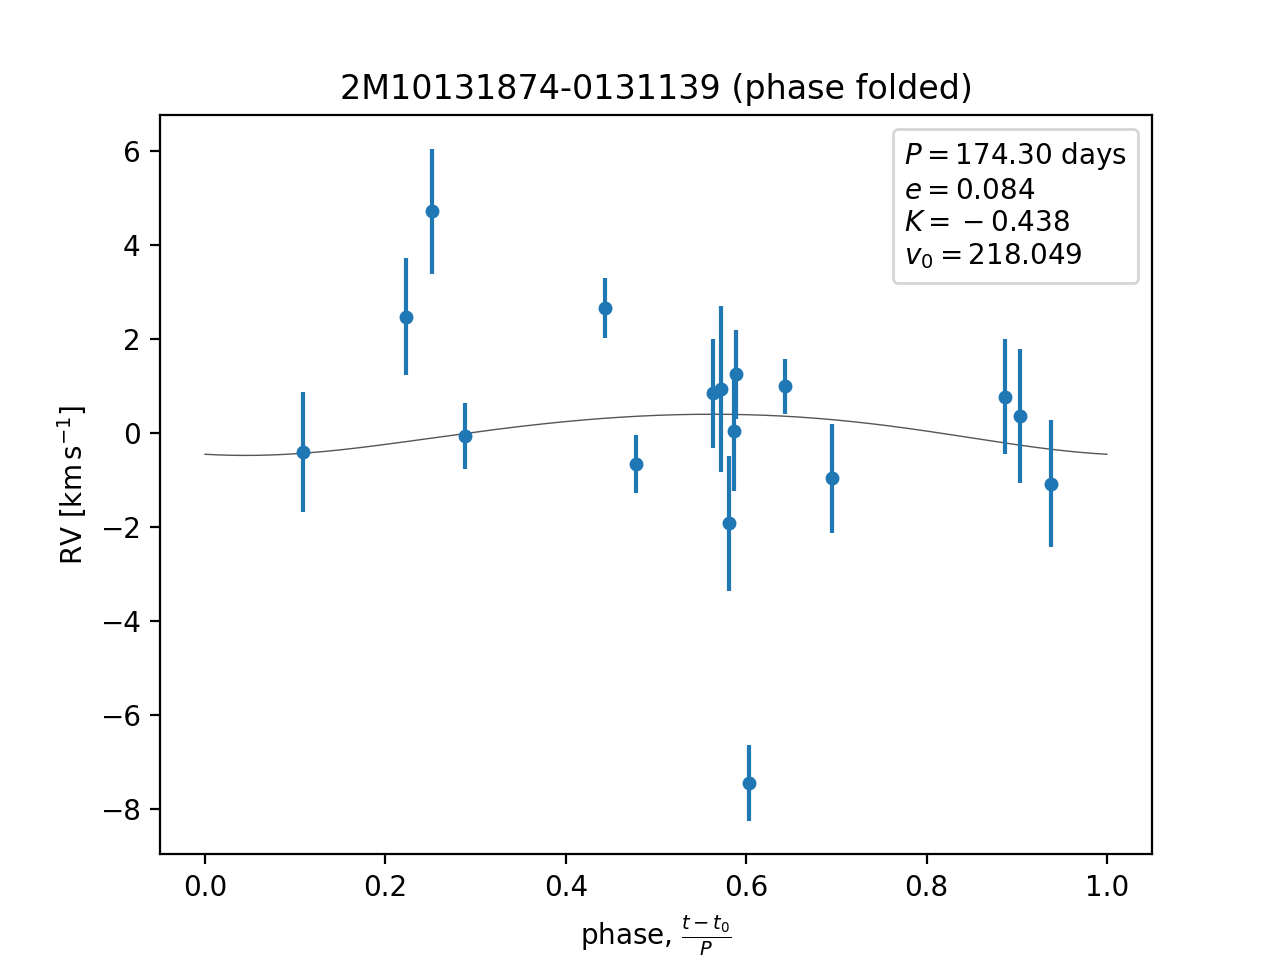 2M10131874-0131139 (phase folded)
P = 174.30 days
e = 0.084
K = −0.438
v₀ = 218.049
6
4
2
0
−2
−4
−6
−8
RV [km s⁻¹]
0.0 0.2 0.4 0.6 0.8 1.0
phase, (t − t₀)/P